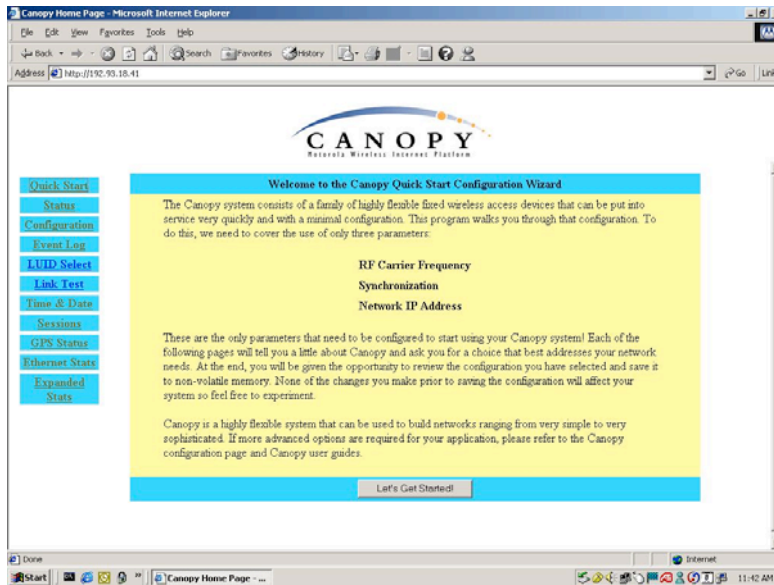 Canopy Home Page - Microsoft Internet Explorer
File Edit View Favorites Tools Help
Back Search Favorites History
Address http://192.93.18.41 Go
CANOPY
Motorola Wireless Internet Platform
Quick Start
Status
Configuration
Event Log
LUID Select
Link Test
Time & Date
Sessions
GPS Status
Ethernet Stats
Expanded
Stats
Welcome to the Canopy Quick Start Configuration Wizard
The Canopy system consists of a family of highly flexible fixed wireless access devices that can be put into
service very quickly and with a minimal configuration. This program walks you through that configuration. To
do this, we need to cover the use of only three parameters:
RF Carrier Frequency
Synchronization
Network IP Address
These are the only parameters that need to be configured to start using your Canopy system! Each of the
following pages will tell you a little about Canopy and ask you for a choice that best addresses your network
needs. At the end, you will be given the opportunity to review the configuration you have selected and save it
to non-volatile memory. None of the changes you make prior to saving the configuration will affect your
system so feel free to experiment.
Canopy is a highly flexible system that can be used to build networks ranging from very simple to very
sophisticated. If more advanced options are required for your application, please refer to the Canopy
configuration page and Canopy user guides.
Let's Get Started!
Done Internet
Start Canopy Home Page - ... 11:42 AM